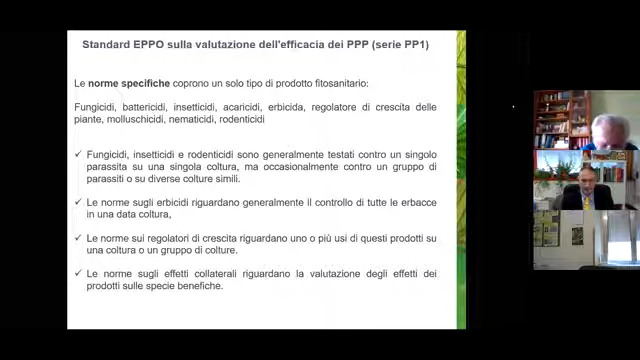 Standard EPPO sulla valutazione dell'efficacia dei PPP (serie PP1)
Le norme specifiche coprono un solo tipo di prodotto fitosanitario:
Fungicidi, battericidi, insetticidi, acaricidi, erbicida, regolatore di crescita delle
piante, molluschicidi, nematicidi, rodenticidi
✓ Fungicidi, insetticidi e rodenticidi sono generalmente testati contro un singolo
parassita su una singola coltura, ma occasionalmente contro un gruppo di
parassiti o su diverse colture simili.
✓ Le norme sugli erbicidi riguardano generalmente il controllo di tutte le erbacce
in una data coltura,
✓ Le norme sui regolatori di crescita riguardano uno o più usi di questi prodotti su
una coltura o un gruppo di colture.
✓ Le norme sugli effetti collaterali riguardano la valutazione degli effetti dei
prodotti sulle specie benefiche.